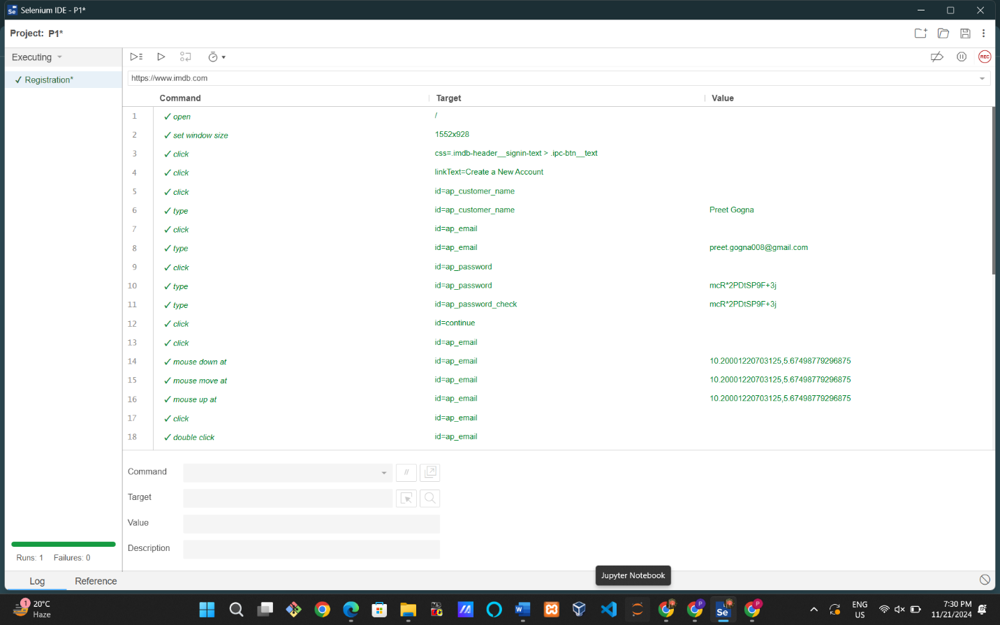 Selenium IDE - P1*
Project: P1*
Executing
REC
✓ Registration*
https://www.imdb.com
Command Target Value
1 ✓ open /
2 ✓ set window size 1552x928
3 ✓ click css=.imdb-header__signin-text > .ipc-btn__text
4 ✓ click linkText=Create a New Account
5 ✓ click id=ap_customer_name
6 ✓ type id=ap_customer_name Preet Gogna
7 ✓ click id=ap_email
8 ✓ type id=ap_email preet.gogna008@gmail.com
9 ✓ click id=ap_password
10 ✓ type id=ap_password mcR*2PDtSP9F+3j
11 ✓ type id=ap_password_check mcR*2PDtSP9F+3j
12 ✓ click id=continue
13 ✓ click id=ap_email
14 ✓ mouse down at id=ap_email 10.20001220703125,5.67498779296875
15 ✓ mouse move at id=ap_email 10.20001220703125,5.67498779296875
16 ✓ mouse up at id=ap_email 10.20001220703125,5.67498779296875
17 ✓ click id=ap_email
18 ✓ double click id=ap_email
Command //
Target
Value
Description
Runs: 1 Failures: 0
Log Reference
Jupyter Notebook
1 20°C
Haze
ENG
US
7:30 PM
11/21/2024